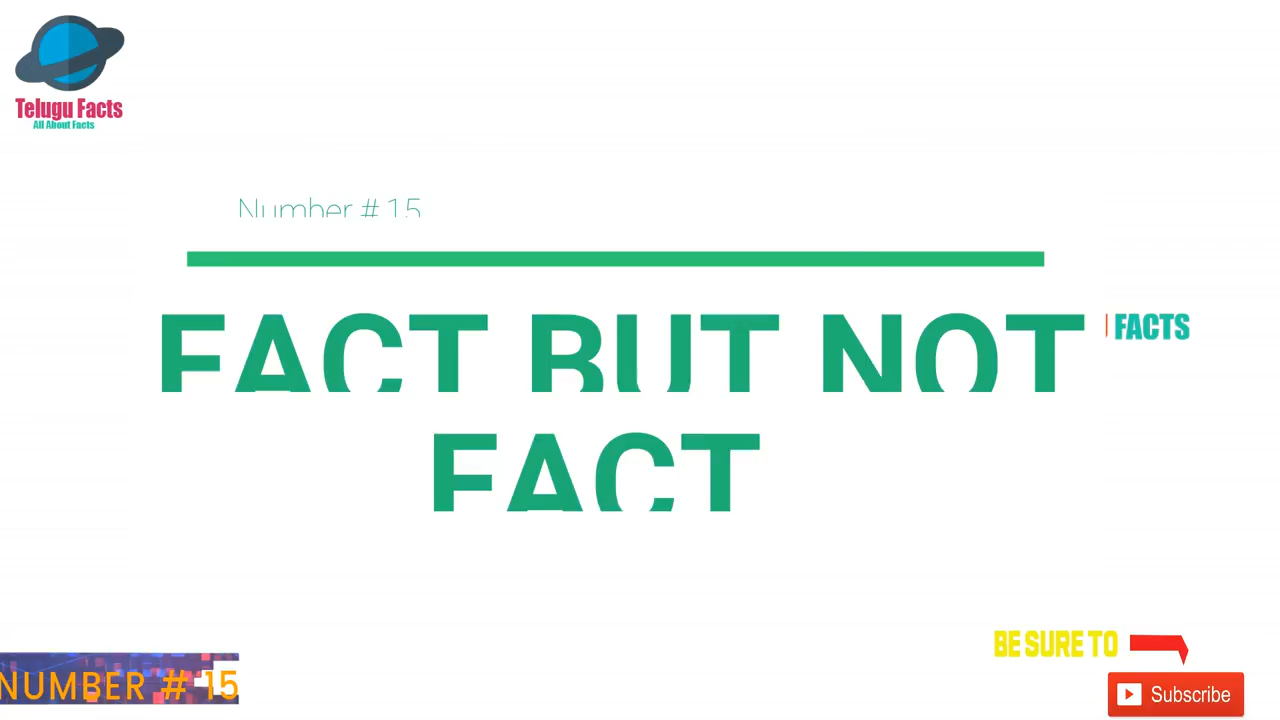 Telugu Facts
All About Facts
Number # 15
FACT BUT NOT
FACT
FACTS
BE SURE TO
Subscribe
NUMBER # 15